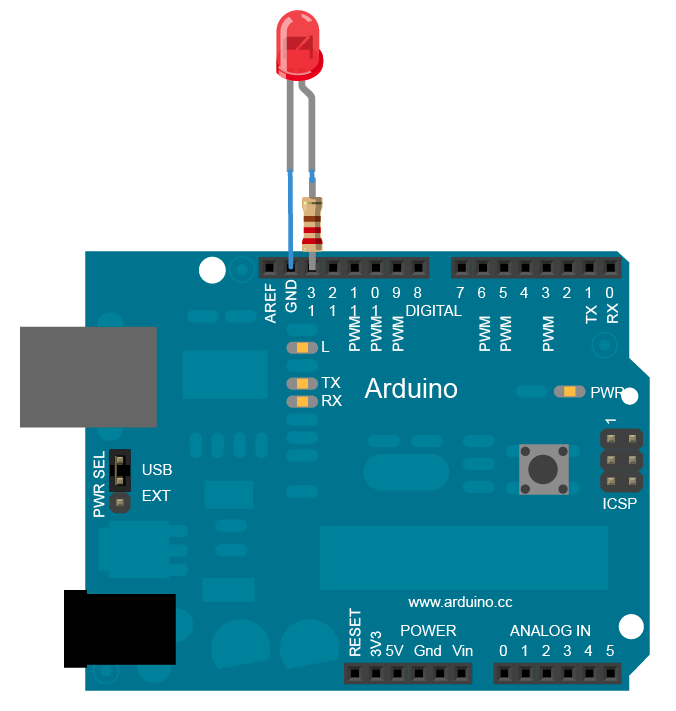 AREF
GND
13
12
11
10
9
8
7
6
5
4
3
2
1
0
PWM
PWM
PWM
DIGITAL
PWM
PWM
PWM
TX
RX
L
TX
RX
Arduino
PWR
1
ICSP
PWR SEL
USB
EXT
www.arduino.cc
POWER
ANALOG IN
RESET
3V3
5V Gnd Vin
0 1 2 3 4 5